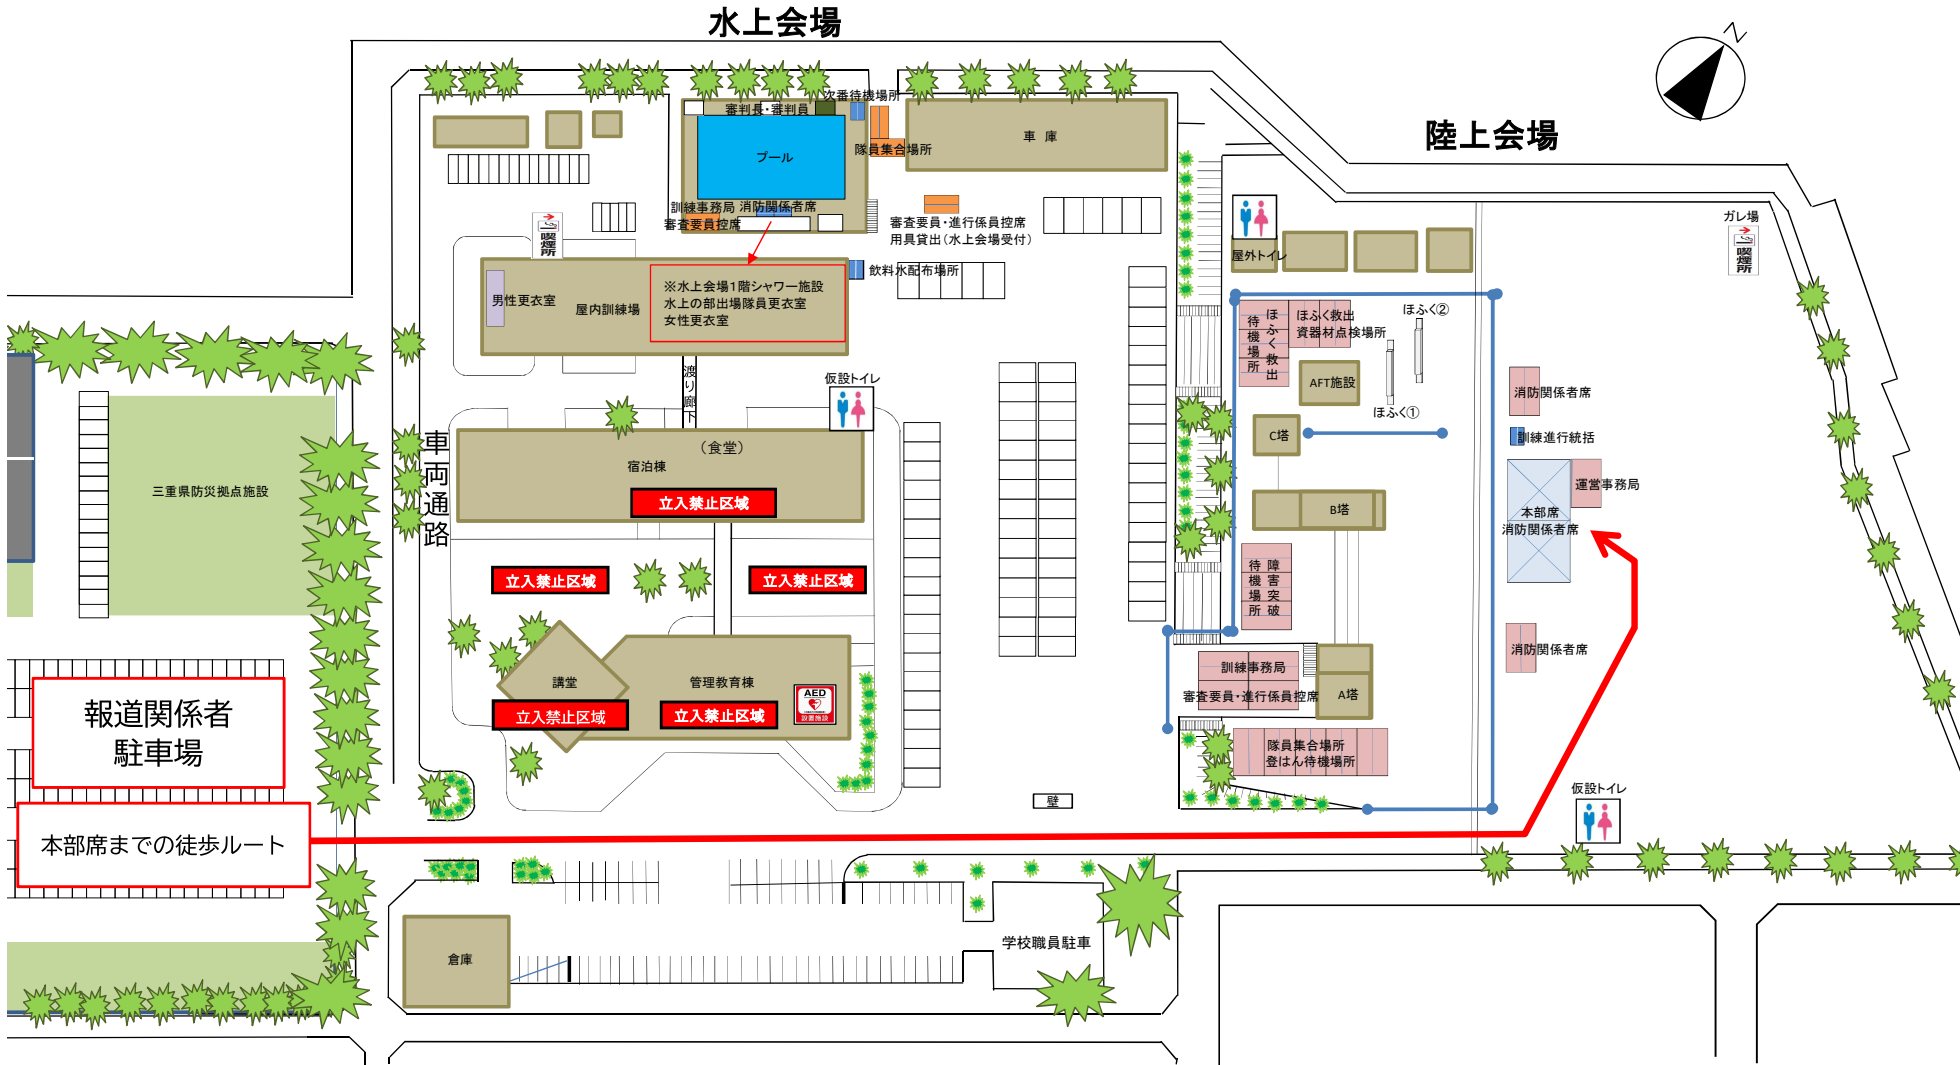 水上会場
陸上会場
N
審判長・審判員
次番待機場所
プール
隊員集合場所
車 庫
訓練事務局
審査要員控席
消防関係者席
審査要員・進行係員控席
用具貸出(水上会場受付)
喫煙所
飲料水配布場所
男性更衣室
屋内訓練場
※水上会場1階シャワー施設
水上の部出場隊員更衣室
女性更衣室
渡り廊下
仮設トイレ
車両通路
(食堂)
宿泊棟
立入禁止区域
立入禁止区域
立入禁止区域
講堂
管理教育棟
立入禁止区域
立入禁止区域
AED
設置施設
三重県防災拠点施設
報道関係者
駐車場
本部席までの徒歩ルート
倉庫
学校職員駐車
壁
屋外トイレ
ガレ場
喫煙所
ほふく救出
待機場所
ほふく救出
資器材点検場所
ほふく②
ほふく①
AFT施設
C塔
B塔
障害突破
待機場所
訓練事務局
審査要員・進行係員控席
A塔
隊員集合場所
登はん待機場所
消防関係者席
訓練進行統括
運営事務局
本部席
消防関係者席
消防関係者席
仮設トイレ